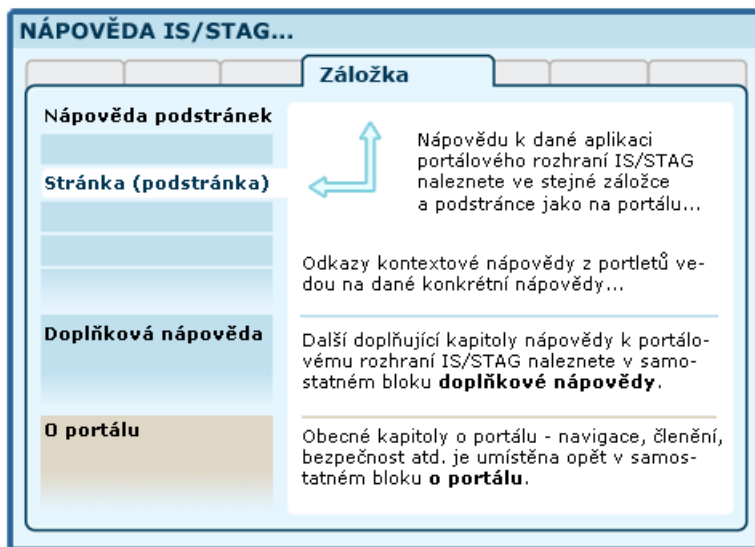 NÁPOVĚDA IS/STAG...
Záložka
Nápověda podstránek
Stránka (podstránka)
Nápovědu k dané aplikaci
portálového rozhraní IS/STAG
naleznete ve stejné záložce
a podstránce jako na portálu...
Odkazy kontextové nápovědy z portletů ve-
dou na dané konkrétní nápovědy...
Doplňková nápověda
Další doplňující kapitoly nápovědy k portálo-
vému rozhraní IS/STAG naleznete v samo-
statném bloku doplňkové nápovědy.
O portálu
Obecné kapitoly o portálu - navigace, členění,
bezpečnost atd. je umístěna opět v samos-
tatném bloku o portálu.